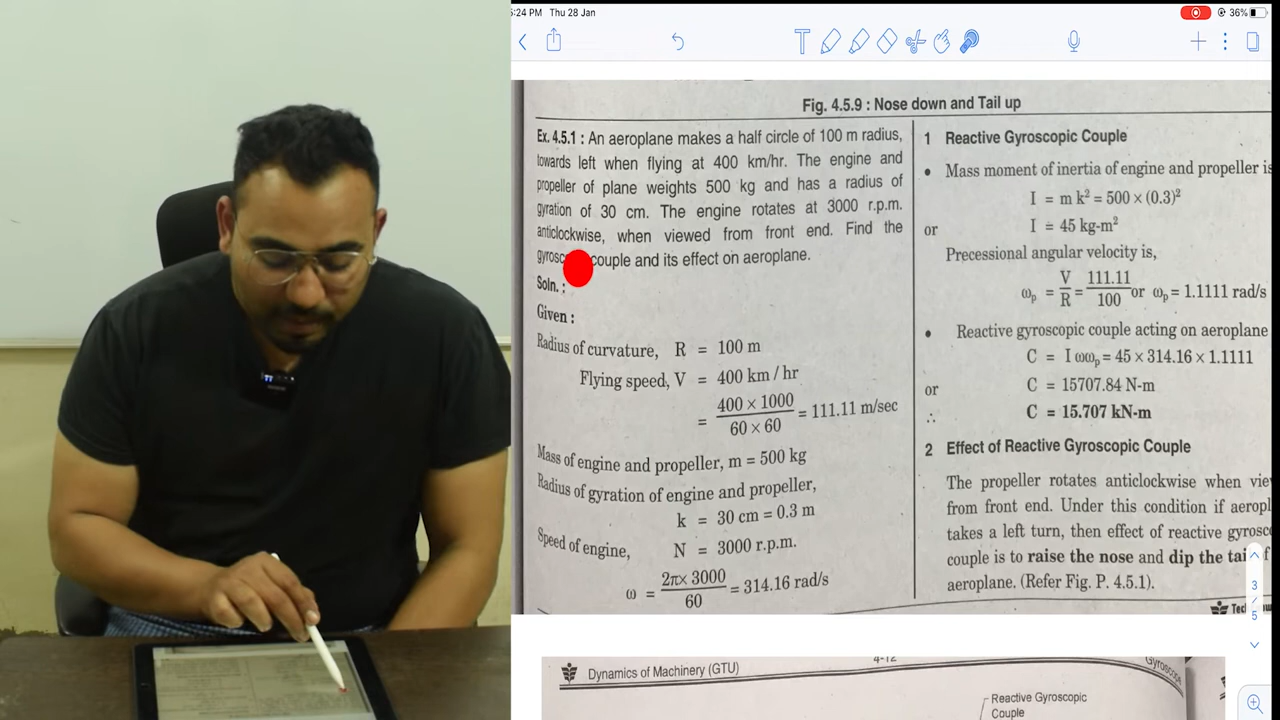 5:24 PM Thu 28 Jan
36%
T
Fig. 4.5.9 : Nose down and Tail up
Ex. 4.5.1 : An aeroplane makes a half circle of 100 m radius,
towards left when flying at 400 km/hr. The engine and
propeller of plane weights 500 kg and has a radius of
gyration of 30 cm. The engine rotates at 3000 r.p.m.
anticlockwise, when viewed from front end. Find the
couple and its effect on aeroplane.
Soln. :
Given :
Radius of curvature, R = 100 m
Flying speed, V = 400 km / hr
= 400 × 1000 / 60 × 60 = 111.11 m/sec
Mass of engine and propeller, m = 500 kg
Radius of gyration of engine and propeller,
k = 30 cm = 0.3 m
Speed of engine, N = 3000 r.p.m.
ω = 2π× 3000 / 60 = 314.16 rad/s
1 Reactive Gyroscopic Couple
• Mass moment of inertia of engine and propeller is
I = m k² = 500 × (0.3)²
or I = 45 kg-m²
Precessional angular velocity is,
ωp = V/R = 111.11/100 or ωp = 1.1111 rad/s
• Reactive gyroscopic couple acting on aeroplane
C = I ωωp = 45 × 314.16 × 1.1111
or C = 15707.84 N-m
∴ C = 15.707 kN-m
2 Effect of Reactive Gyroscopic Couple
The propeller rotates anticlockwise when vie
from front end. Under this condition if aeropl
takes a left turn, then effect of reactive gyrosc
couple is to raise the nose and dip the tail
aeroplane. (Refer Fig. P. 4.5.1).
3
5
Dynamics of Machinery (GTU)
4-12
Gyroscope
Reactive Gyroscopic
Couple